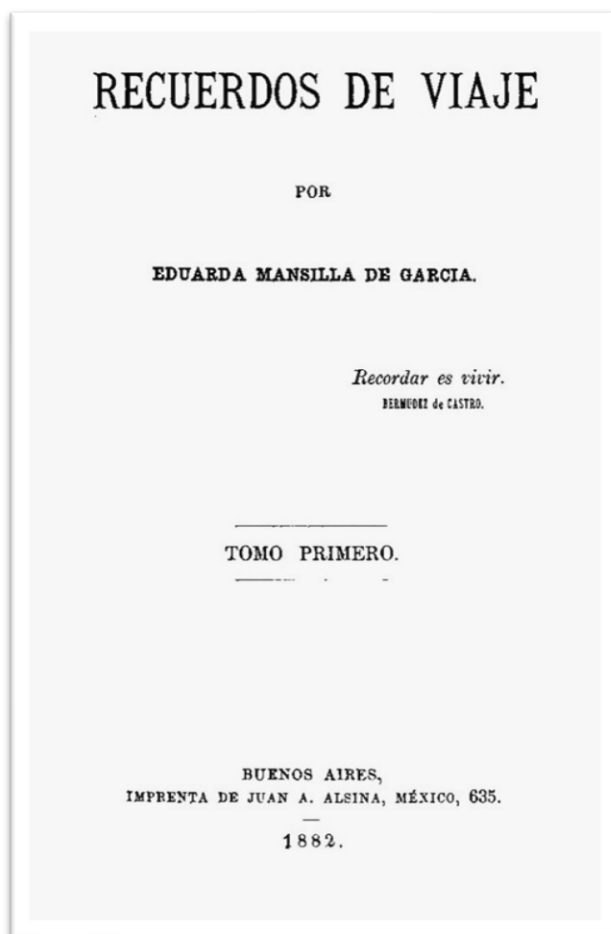 RECUERDOS DE VIAJE
POR
EDUARDA MANSILLA DE GARCIA.
Recordar es vivir.
BERMUDEZ de CASTRO.
TOMO PRIMERO.
BUENOS AIRES,
IMPRENTA DE JUAN A. ALSINA, MÉXICO, 635.
1882.